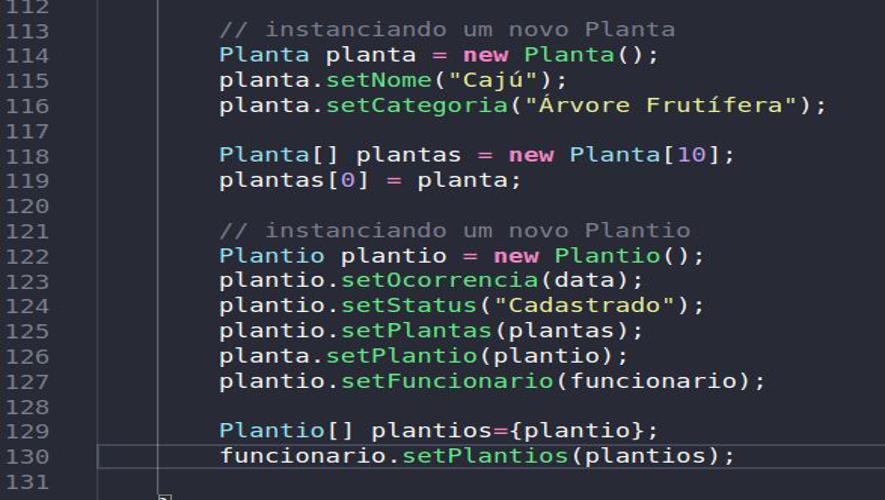 112
113 // instanciando um novo Planta
114 Planta planta = new Planta();
115 planta.setNome("Cajú");
116 planta.setCategoria("Árvore Frutífera");
117
118 Planta[] plantas = new Planta[10];
119 plantas[0] = planta;
120
121 // instanciando um novo Plantio
122 Plantio plantio = new Plantio();
123 plantio.setOcorrencia(data);
124 plantio.setStatus("Cadastrado");
125 plantio.setPlantas(plantas);
126 planta.setPlantio(plantio);
127 plantio.setFuncionario(funcionario);
128
129 Plantio[] plantios={plantio};
130 funcionario.setPlantios(plantios);
131